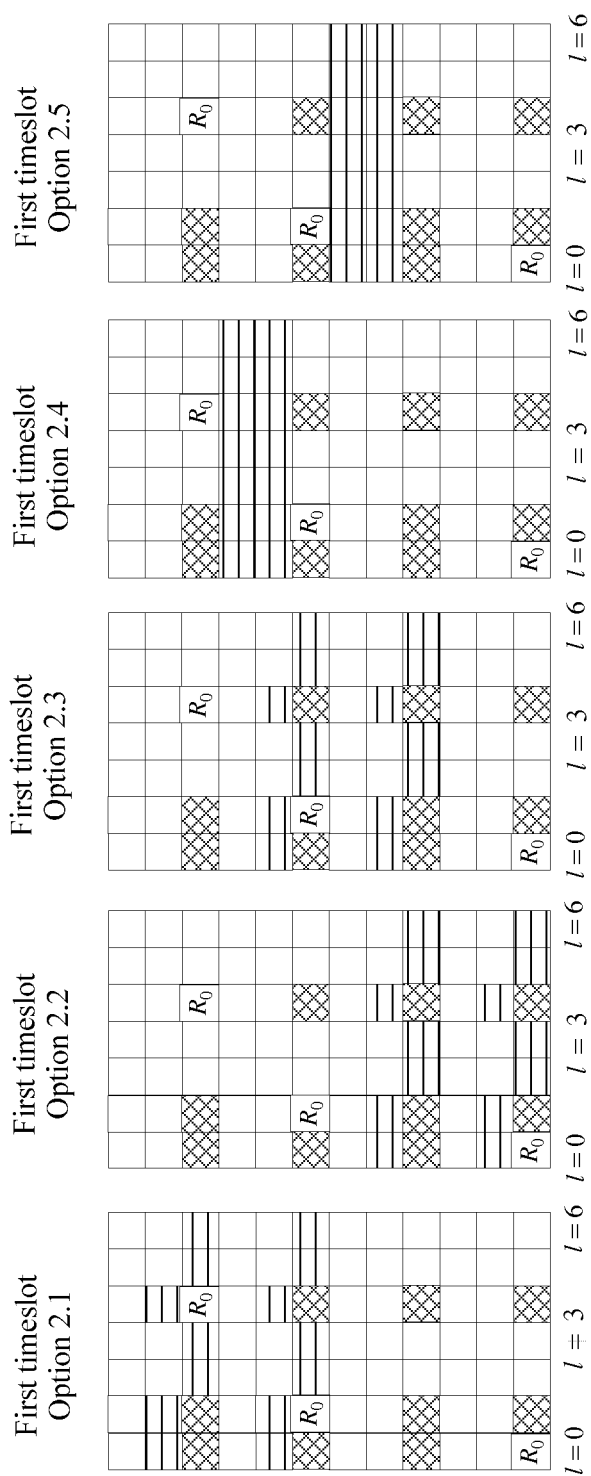 First timeslot
Option 2.1
R0
R0
R0
l=0
l = 3
l=6
First timeslot
Option 2.2
R0
R0
R0
l=0
l = 3
l=6
First timeslot
Option 2.3
R0
R0
R0
l=0
l = 3
l=6
First timeslot
Option 2.4
R0
R0
R0
l=0
l = 3
l=6
First timeslot
Option 2.5
R0
R0
R0
l=0
l = 3
l=6